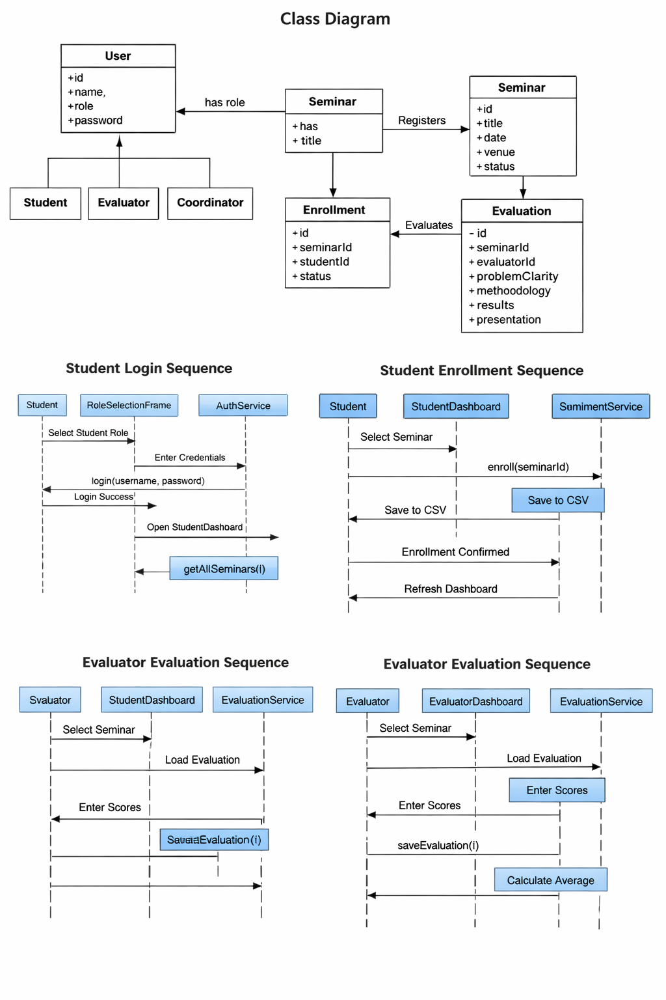 Class Diagram
User
+id
+name,
+role
+password
has role
Seminar
+has
+title
Registers
Seminar
+id
+title
+date
+venue
+status
Student
Evaluator
Coordinator
Enrollment
+id
+seminarId
+studentId
+status
Evaluates
Evaluation
- id
+seminarId
+evaluatorId
+problemClarity
+methoodology
+results
+presentation
Student Login Sequence
Student
RoleSelectionFrame
AuthService
Select Student Role
Enter Credentials
login(username, password)
Login Success
Open StudentDashboard
getAllSeminars(l)
Student Enrollment Sequence
Student
StudentDashboard
Select Seminar
enroll(seminarId)
Save to CSV
Save to CSV
Enrollment Confirmed
Refresh Dashboard
Evaluator Evaluation Sequence
Svaluator
StudentDashboard
EvaluationService
Select Seminar
Load Evaluation
Enter Scores
Evaluator Evaluation Sequence
Evaluator
EvaluatorDashboard
EvaluationService
Select Seminar
Load Evaluation
Enter Scores
Enter Scores
saveEvaluation(i)
Calculate Average